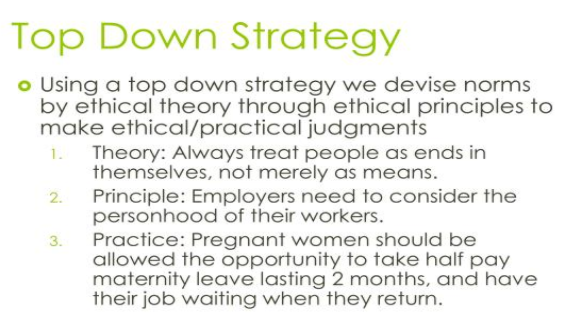 Top Down Strategy
Using a top down strategy we devise norms
by ethical theory through ethical principles to
make ethical/practical judgments
1. Theory: Always treat people as ends in
themselves, not merely as means.
2. Principle: Employers need to consider the
personhood of their workers.
3. Practice: Pregnant women should be
allowed the opportunity to take half pay
maternity leave lasting 2 months, and have
their job waiting when they return.